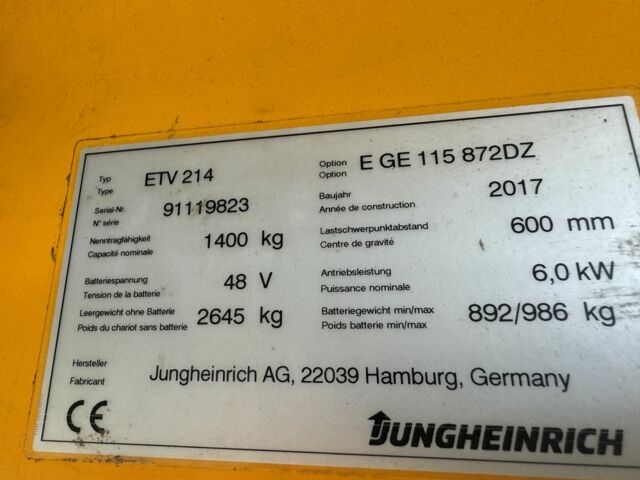 Typ
Type
ETV 214
Option
Option
E GE 115 872DZ
Serial-Nr.
N° série
91119823
Baujahr
Année de construction
2017
Nenntragfähigkeit
Capacité nominale
1400 kg
Lastschwerpunktabstand
Centre de gravité
600 mm
Batteriespannung
Tension de la batterie
48 V
Antriebsleistung
Puissance nominale
6,0 kW
Leergewicht ohne Batterie
Poids du chariot sans batterie
2645 kg
Batteriegewicht min/max
Poids batterie min/max
892/986 kg
Hersteller
Fabricant
Jungheinrich AG, 22039 Hamburg, Germany
CE
JUNGHEINRICH